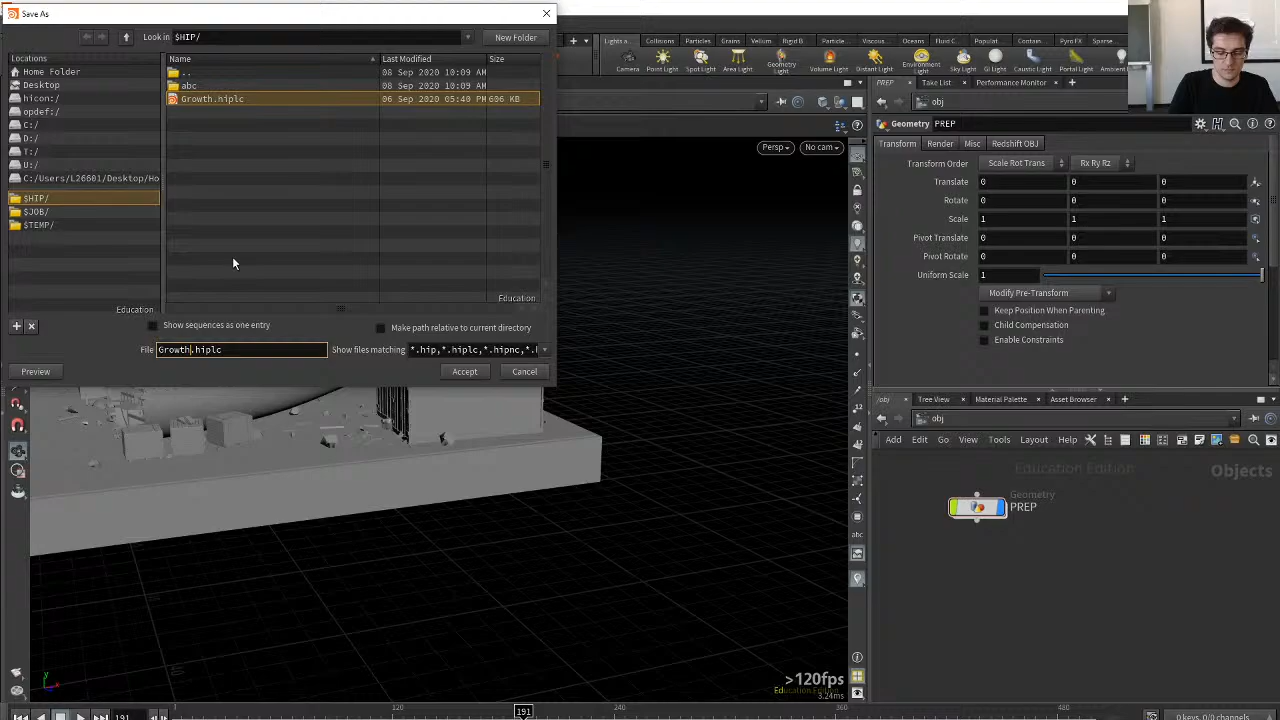 Save As
Look in $HIP/ New Folder
Locations
Home Folder
Desktop
hicon:/
opdef:/
C:/
D:/
T:/
U:/
C:/Users/L26601/Desktop/Ho
$HIP/
$JOB/
$TEMP/
Education
Name Last Modified Size
.. 08 Sep 2020 10:09 AM
abc 08 Sep 2020 10:09 AM
Growth.hiplc 06 Sep 2020 05:40 PM 606 KB
Education
Show sequences as one entry
Make path relative to current directory
File Growth.hiplc Show files matching *.hip,*.hiplc,*.hipnc,*.
Preview Accept Cancel
Lights a... Collisions Particles Grains Vellum Rigid B... Particle... Viscous... Oceans Fluid C... Populat... Contain... Pyro FX Sparse...
Camera Point Light Spot Light Area Light Geometry Light Volume Light Distant Light Environment Light Sky Light GI Light Caustic Light Portal Light Ambient
PREP Take List Performance Monitor
obj
Geometry PREP
Transform Render Misc Redshift OBJ
Transform Order Scale Rot Trans Rx Ry Rz
Translate 0 0 0
Rotate 0 0 0
Scale 1 1 1
Pivot Translate 0 0 0
Pivot Rotate 0 0 0
Uniform Scale 1
Modify Pre-Transform
Keep Position When Parenting
Child Compensation
Enable Constraints
Persp No cam
/obj Tree View Material Palette Asset Browser
obj
Add Edit Go View Tools Layout Help
Education Edition Objects
Geometry
PREP
>120fps
Education Edition
3.24ms
191 1 120 191 240 480
0 keys, 0/0 channels